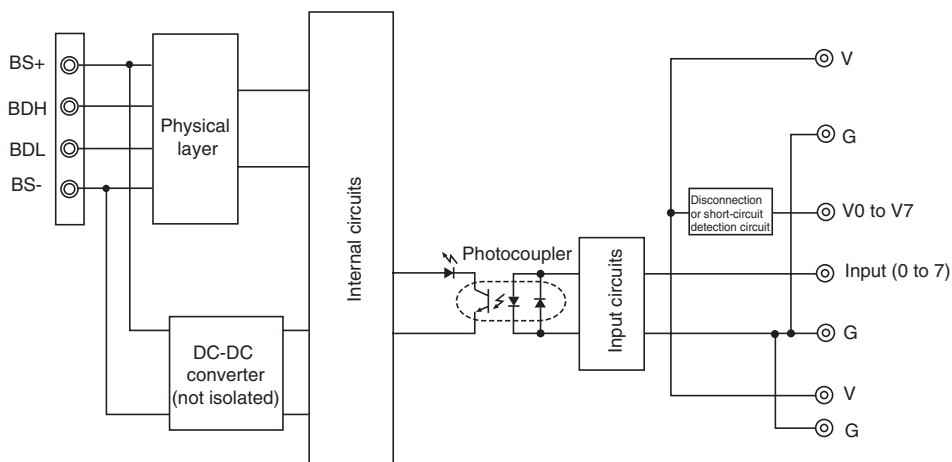 BS+
BDH
BDL
BS-
Physical
layer
DC-DC
converter
(not isolated)
Internal circuits
Photocoupler
Input circuits
Disconnection
or short-circuit
detection circuit
V
G
V0 to V7
Input (0 to 7)
G
V
G